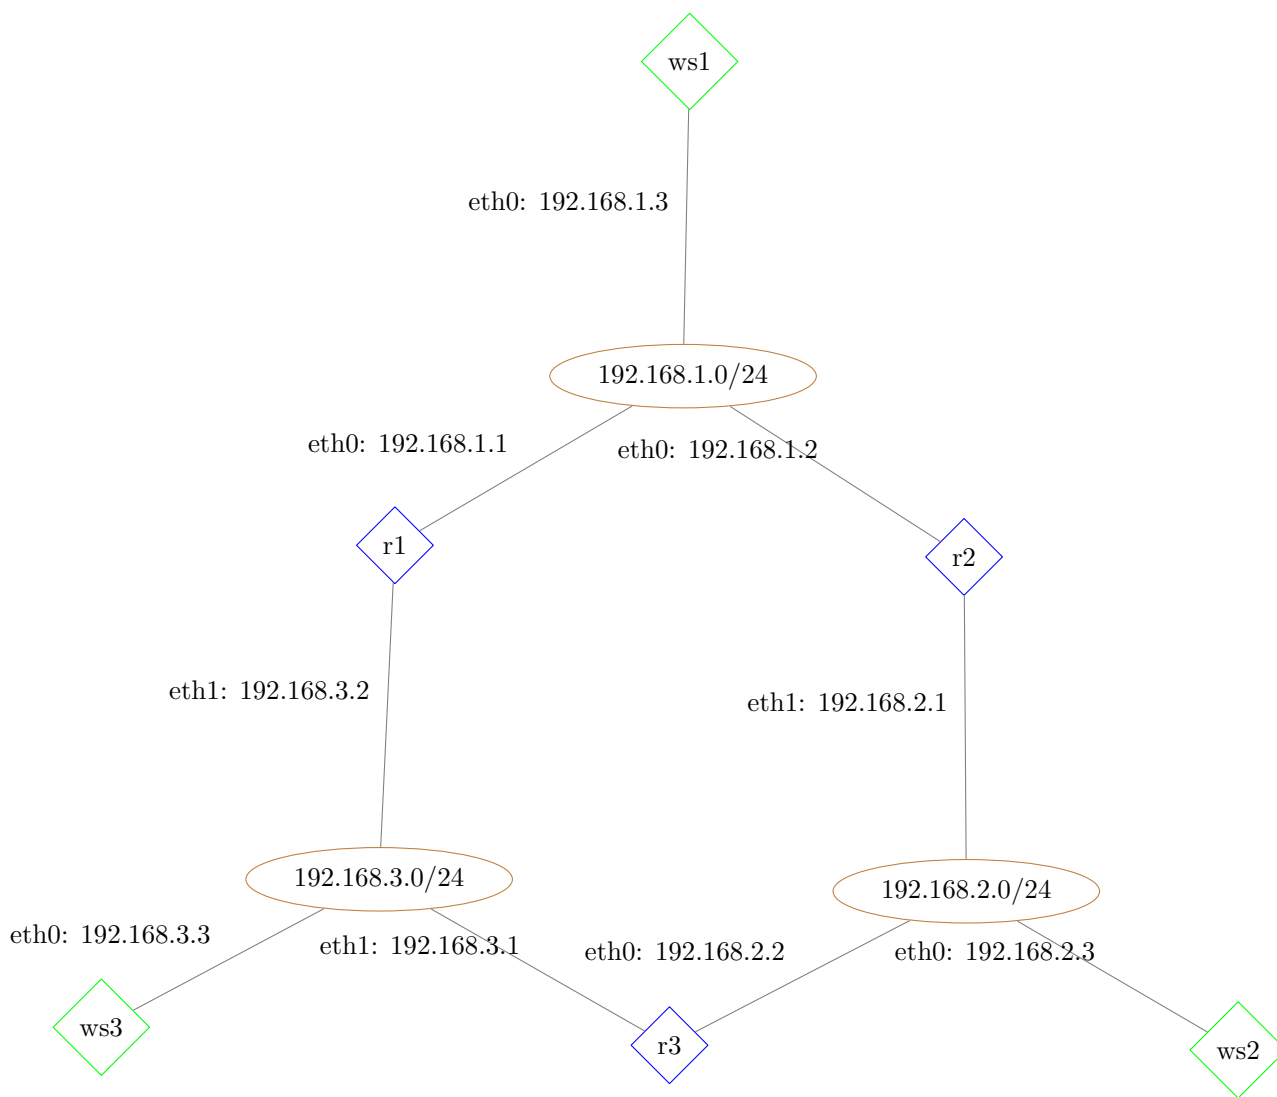 ws1
eth0: 192.168.1.3
192.168.1.0/24
eth0: 192.168.1.1
eth0: 192.168.1.2
r1
r2
eth1: 192.168.3.2
eth1: 192.168.2.1
192.168.3.0/24
192.168.2.0/24
eth0: 192.168.3.3
eth1: 192.168.3.1
eth0: 192.168.2.2
eth0: 192.168.2.3
ws3
r3
ws2